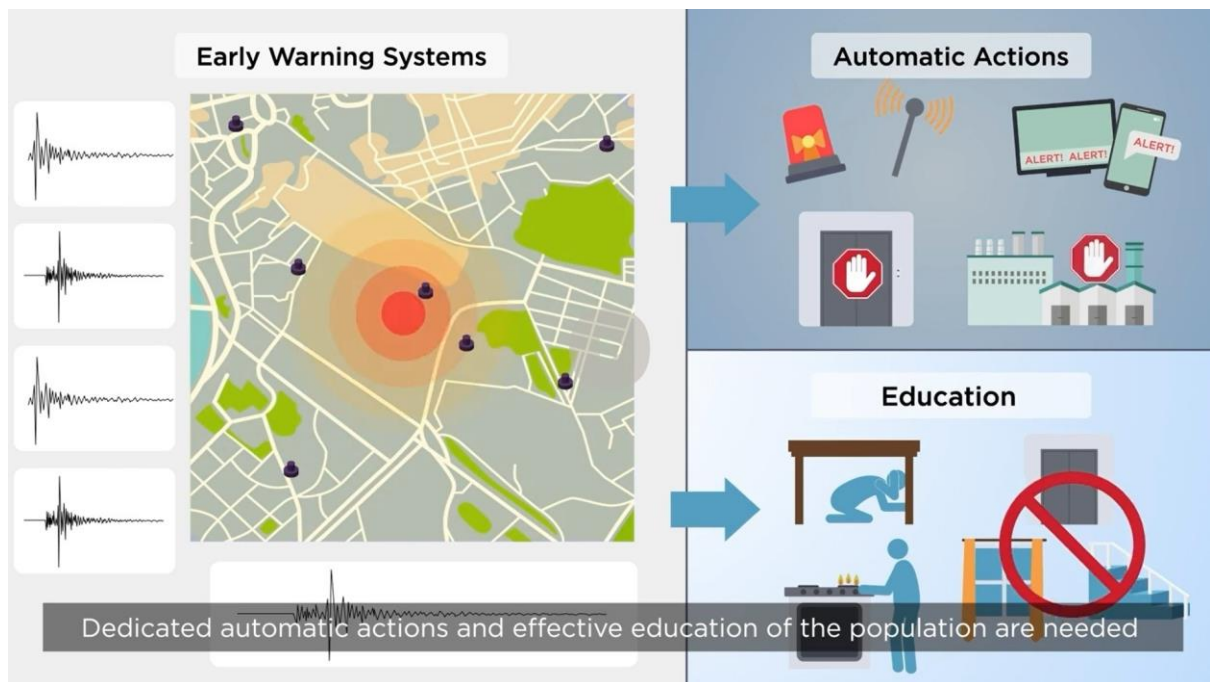 Early Warning Systems
Automatic Actions
ALERT! ALERT!
ALERT!
Education
Dedicated automatic actions and effective education of the population are needed